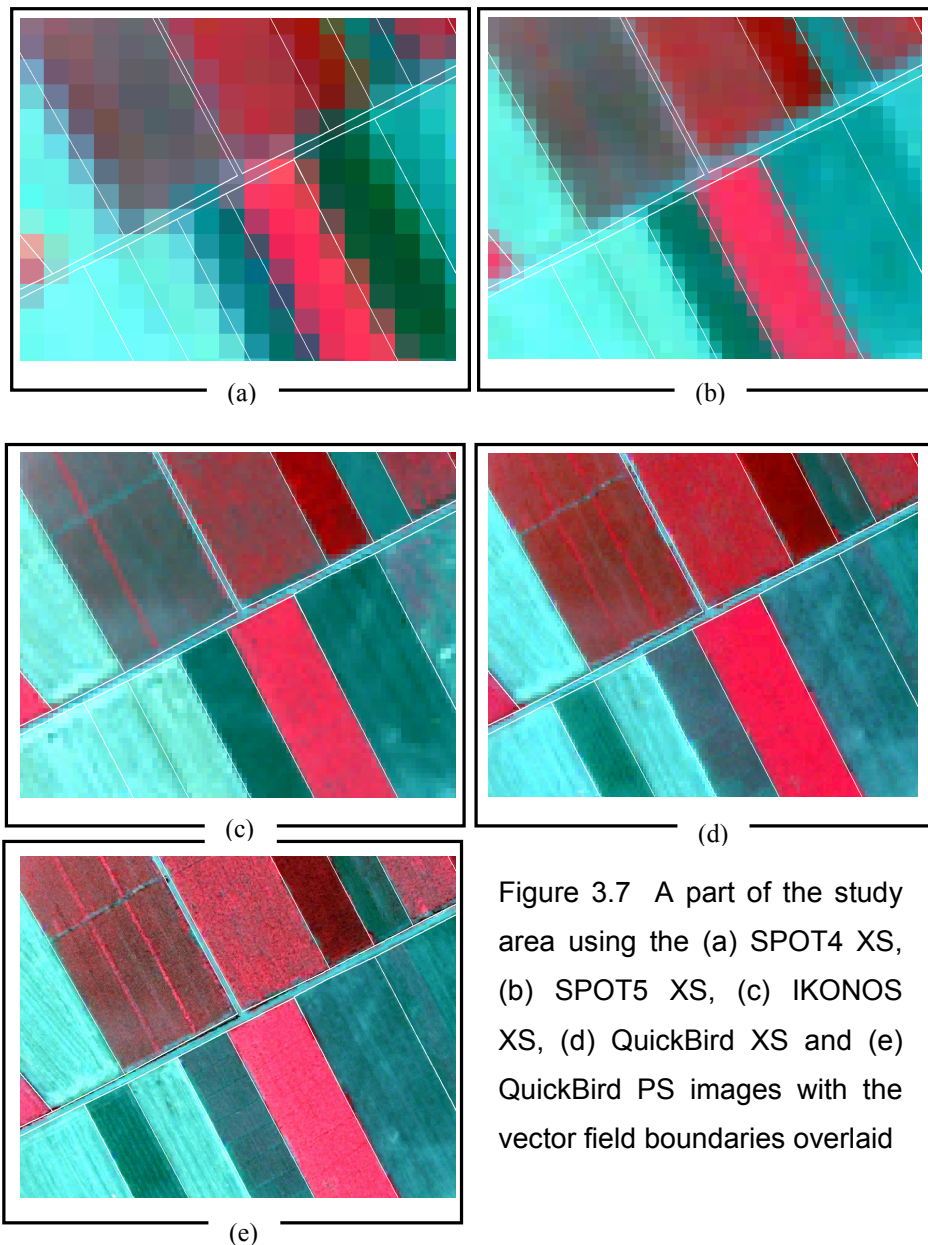 (a)
(b)
(c)
(d)
(e)
Figure 3.7 A part of the study
area using the (a) SPOT4 XS,
(b) SPOT5 XS, (c) IKONOS
XS, (d) QuickBird XS and (e)
QuickBird PS images with the
vector field boundaries overlaid